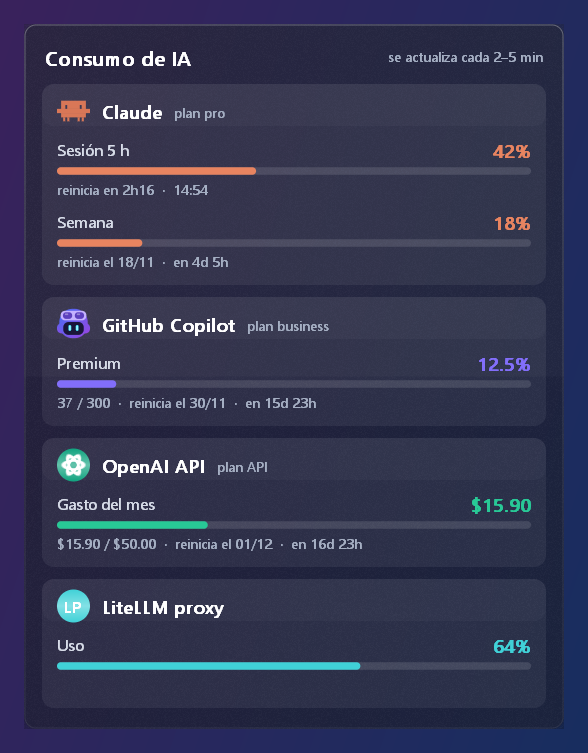 Consumo de IA se actualiza cada 2–5 min
Claude plan pro
Sesión 5 h 42%
reinicia en 2h16 · 14:54
Semana 18%
reinicia el 18/11 · en 4d 5h
GitHub Copilot plan business
Premium 12.5%
37 / 300 · reinicia el 30/11 · en 15d 23h
OpenAI API plan API
Gasto del mes $15.90
$15.90 / $50.00 · reinicia el 01/12 · en 16d 23h
LP LiteLLM proxy
Uso 64%